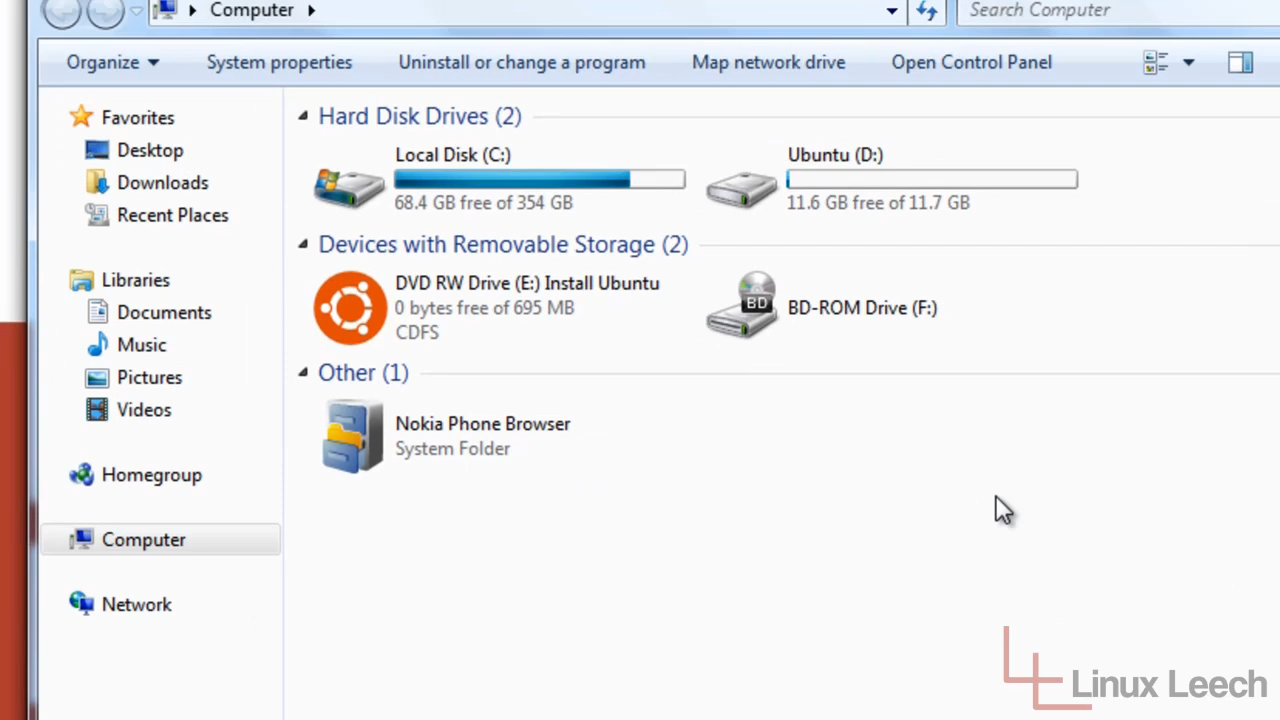 Computer
Search Computer
Organize
System properties
Uninstall or change a program
Map network drive
Open Control Panel
Favorites
Desktop
Downloads
Recent Places
Libraries
Documents
Music
Pictures
Videos
Homegroup
Computer
Network
Hard Disk Drives (2)
Local Disk (C:)
68.4 GB free of 354 GB
Ubuntu (D:)
11.6 GB free of 11.7 GB
Devices with Removable Storage (2)
DVD RW Drive (E:) Install Ubuntu
0 bytes free of 695 MB
CDFS
BD
BD-ROM Drive (F:)
Other (1)
Nokia Phone Browser
System Folder
Linux Leech